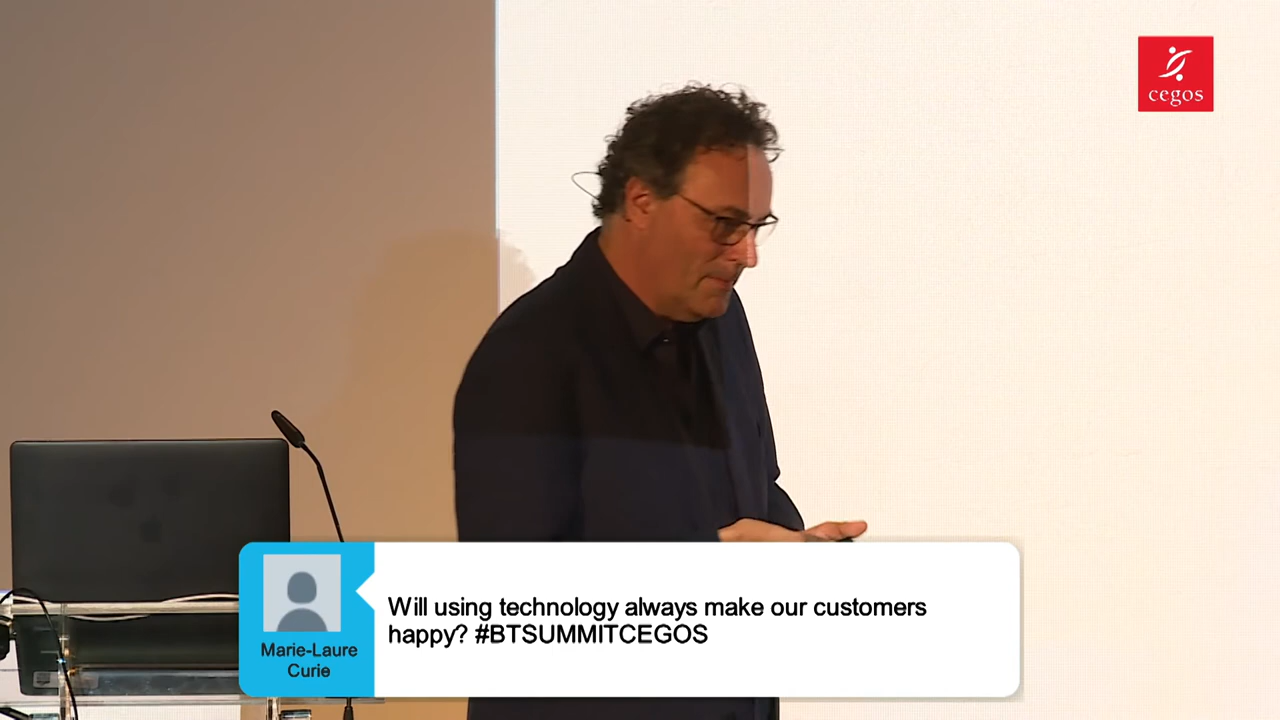 cegos
Will using technology always make our customers
happy? #BTSUMMITCEGOS
Marie-Laure
Curie